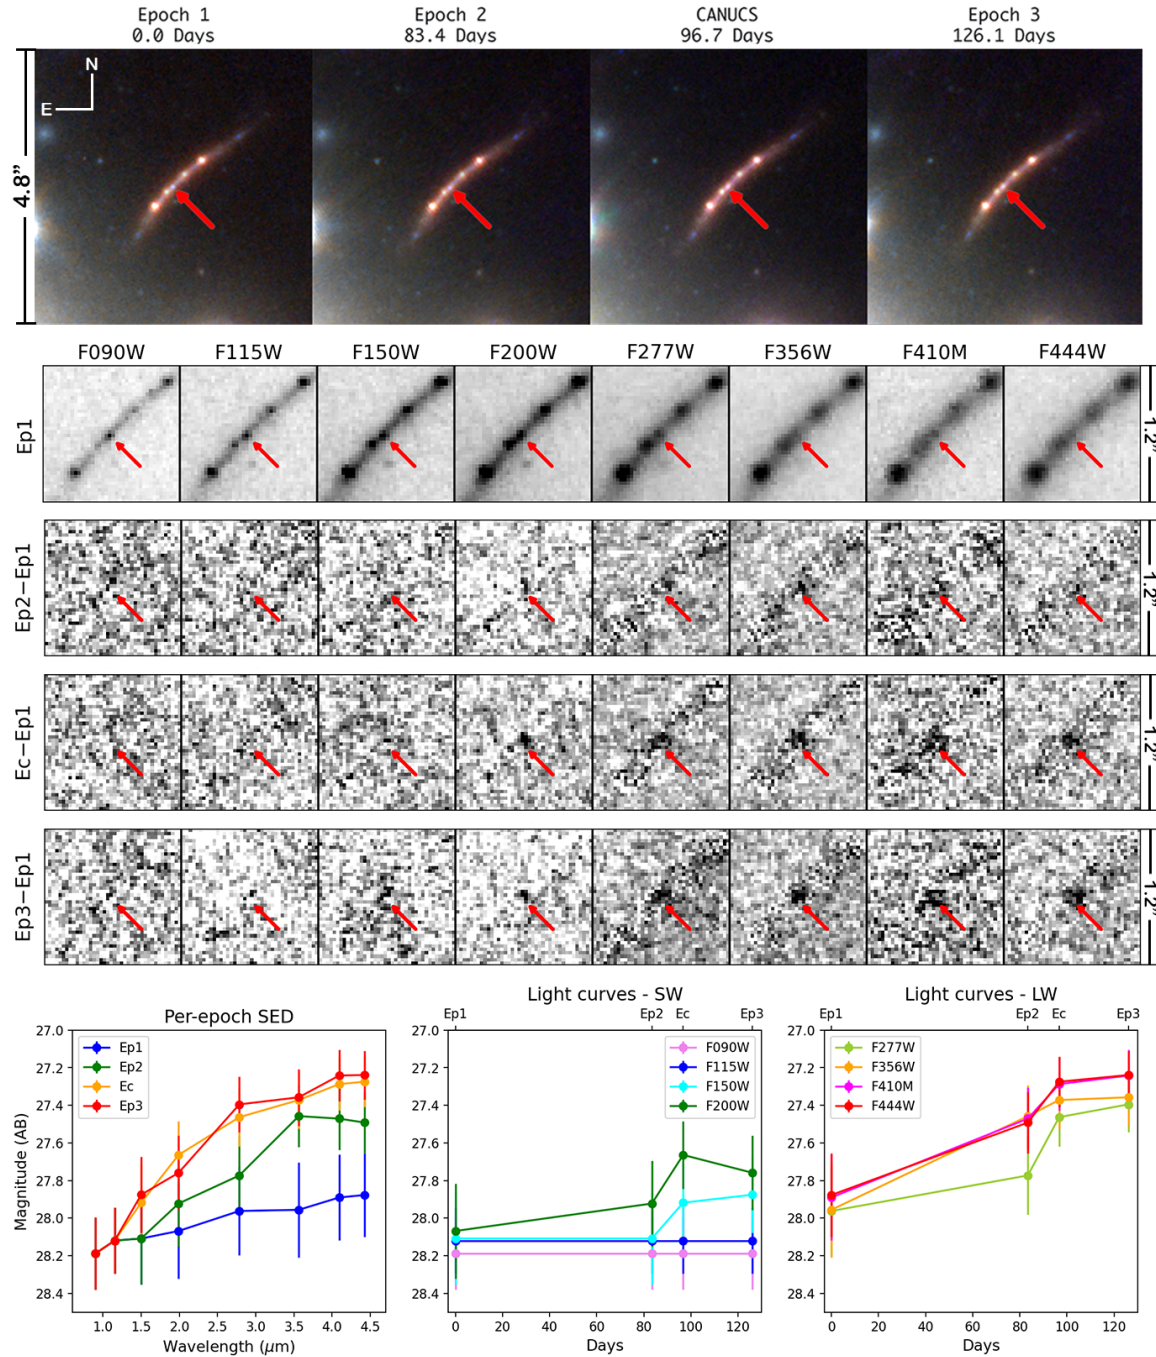 Epoch 1 Epoch 2 CANUCS Epoch 3
0.0 Days 83.4 Days 96.7 Days 126.1 Days
N
E
4.8”
F090W F115W F150W F200W F277W F356W F410M F444W
Ep1
1.2”
Ep2−Ep1
1.2”
Ec−Ep1
1.2”
Ep3−Ep1
1.2”
Per-epoch SED
Magnitude (AB)
27.0
27.2
27.4
27.6
27.8
28.0
28.2
28.4
Ep1
Ep2
Ec
Ep3
1.0 1.5 2.0 2.5 3.0 3.5 4.0 4.5
Wavelength (μm)
Light curves - SW
Ep1 Ep2 Ec Ep3
27.0
27.2
27.4
27.6
27.8
28.0
28.2
28.4
F090W
F115W
F150W
F200W
0 20 40 60 80 100 120
Days
Light curves - LW
Ep1 Ep2 Ec Ep3
27.0
27.2
27.4
27.6
27.8
28.0
28.2
28.4
F277W
F356W
F410M
F444W
0 20 40 60 80 100 120
Days